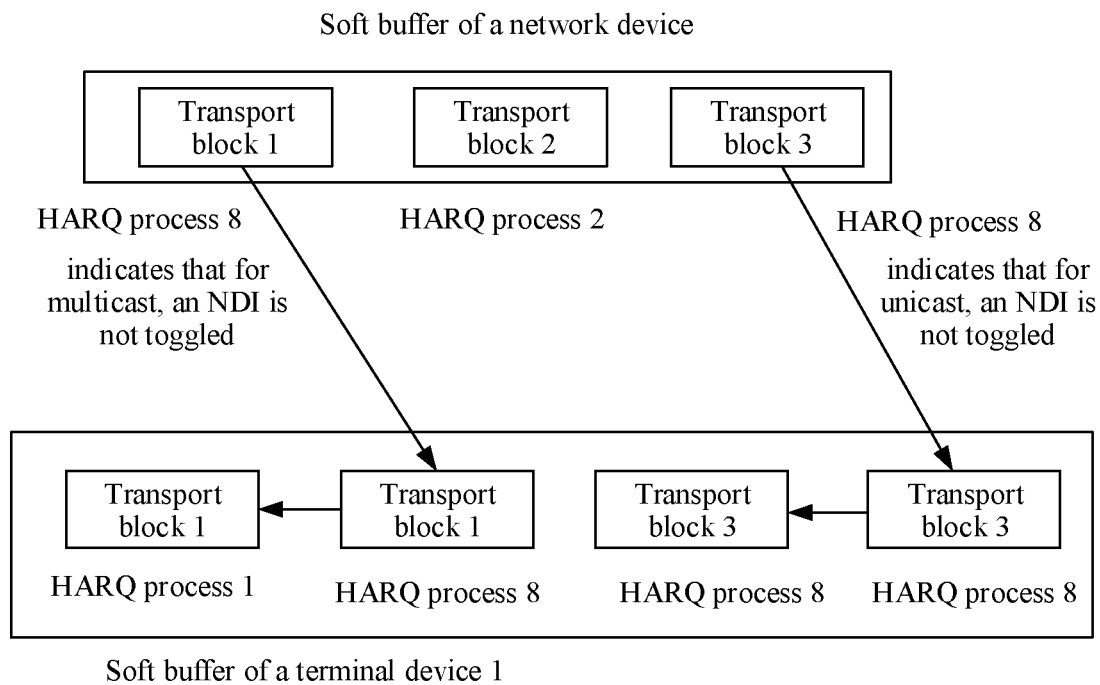 Soft buffer of a network device
Transport
block 1
Transport
block 2
Transport
block 3
HARQ process 8
indicates that for
multicast, an NDI is
not toggled
HARQ process 2
HARQ process 8
indicates that for
unicast, an NDI is
not toggled
Transport
block 1
Transport
block 1
Transport
block 3
Transport
block 3
HARQ process 1
HARQ process 8
HARQ process 8
HARQ process 8
Soft buffer of a terminal device 1